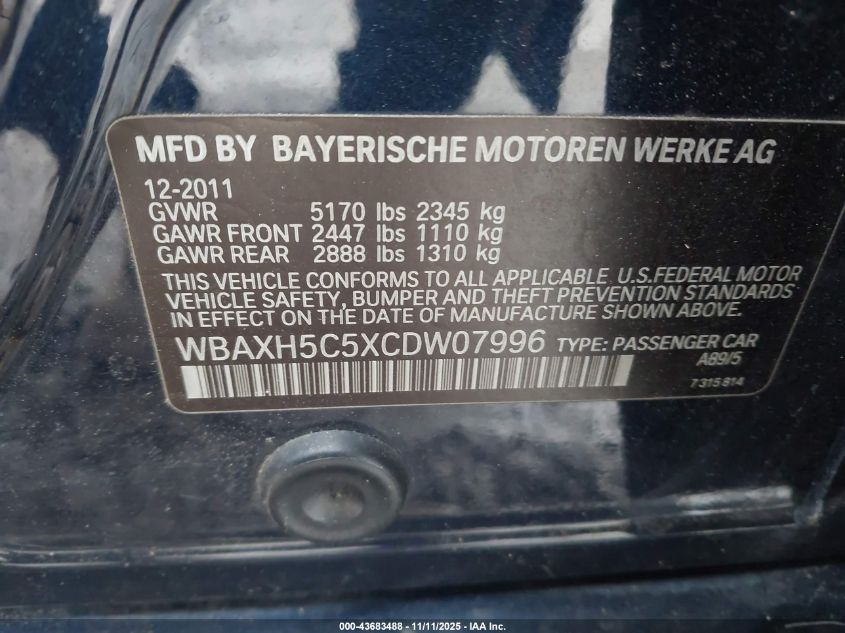 MFD BY BAYERISCHE MOTOREN WERKE AG
12-2011
GVWR 5170 lbs 2345 kg
GAWR FRONT 2447 lbs 1110 kg
GAWR REAR 2888 lbs 1310 kg
THIS VEHICLE CONFORMS TO ALL APPLICABLE U.S.FEDERAL MOTOR
VEHICLE SAFETY, BUMPER AND THEFT PREVENTION STANDARDS
IN EFFECT ON THE DATE OF MANUFACTURE SHOWN ABOVE.
WBAXH5C5XCDW07996 TYPE: PASSENGER CAR
A89/5
7315814
000-43683488 - 11/11/2025 - IAA Inc.